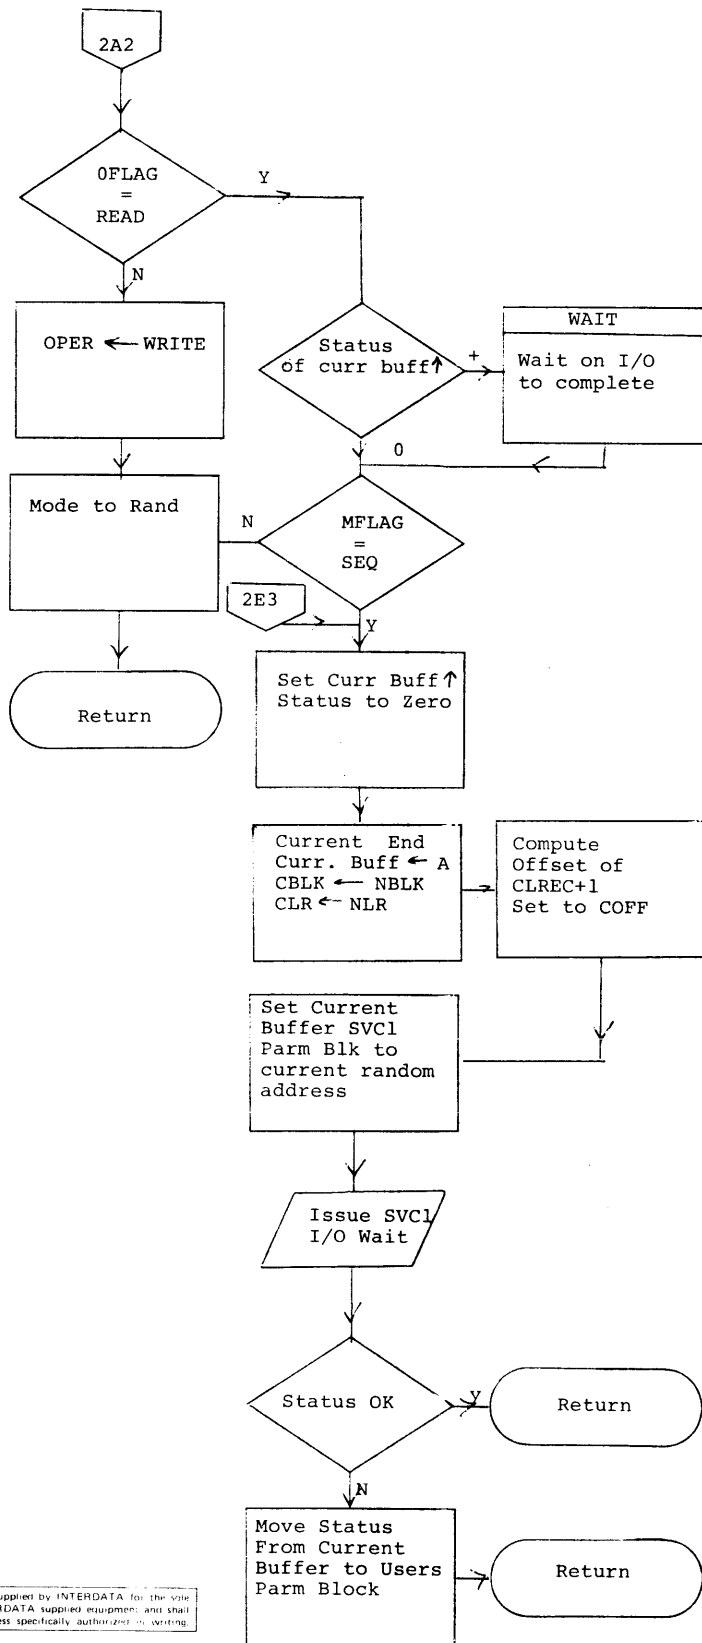 2A2
OFLAG
=
READ
Y
N
OPER ← WRITE
Status
of curr buff↑
+
WAIT
Wait on I/O
to complete
0
Mode to Rand
N
MFLAG
=
SEQ
2E3
Y
Return
Set Curr Buff↑
Status to Zero
Current End
Curr. Buff ← A
CBLK ← NBLK
CLR ← NLR
Compute
Offset of
CLREC+1
Set to COFF
Set Current
Buffer SVC1
Parm Blk to
current random
address
Issue SVC1
I/O Wait
Status OK
Y
Return
N
Move Status
From Current
Buffer to Users
Parm Block
Return
supplied by INTERDATA for the sole
RDATA supplied equipment and shall
ess specifically authorized in writing.